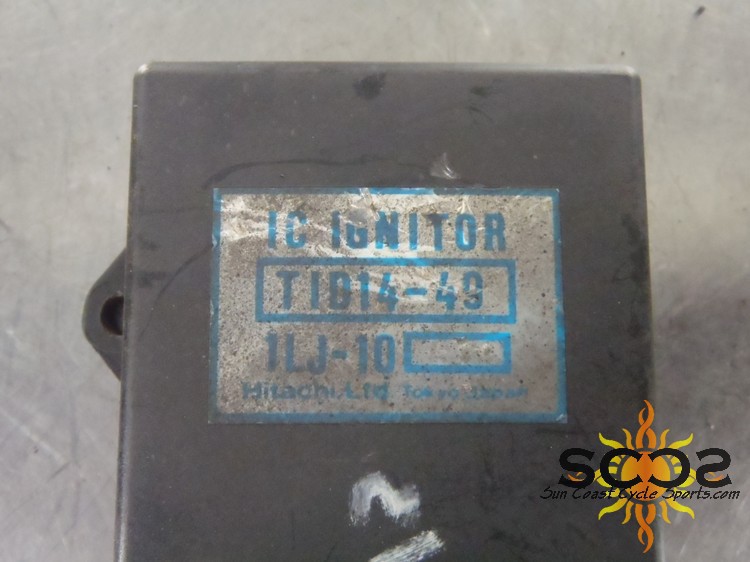 IC IGNITOR
TID14-49
1LJ-10
Hitachi, Ltd. Tokyo Japan
SCCS
Sun Coast Cycle Sports.com